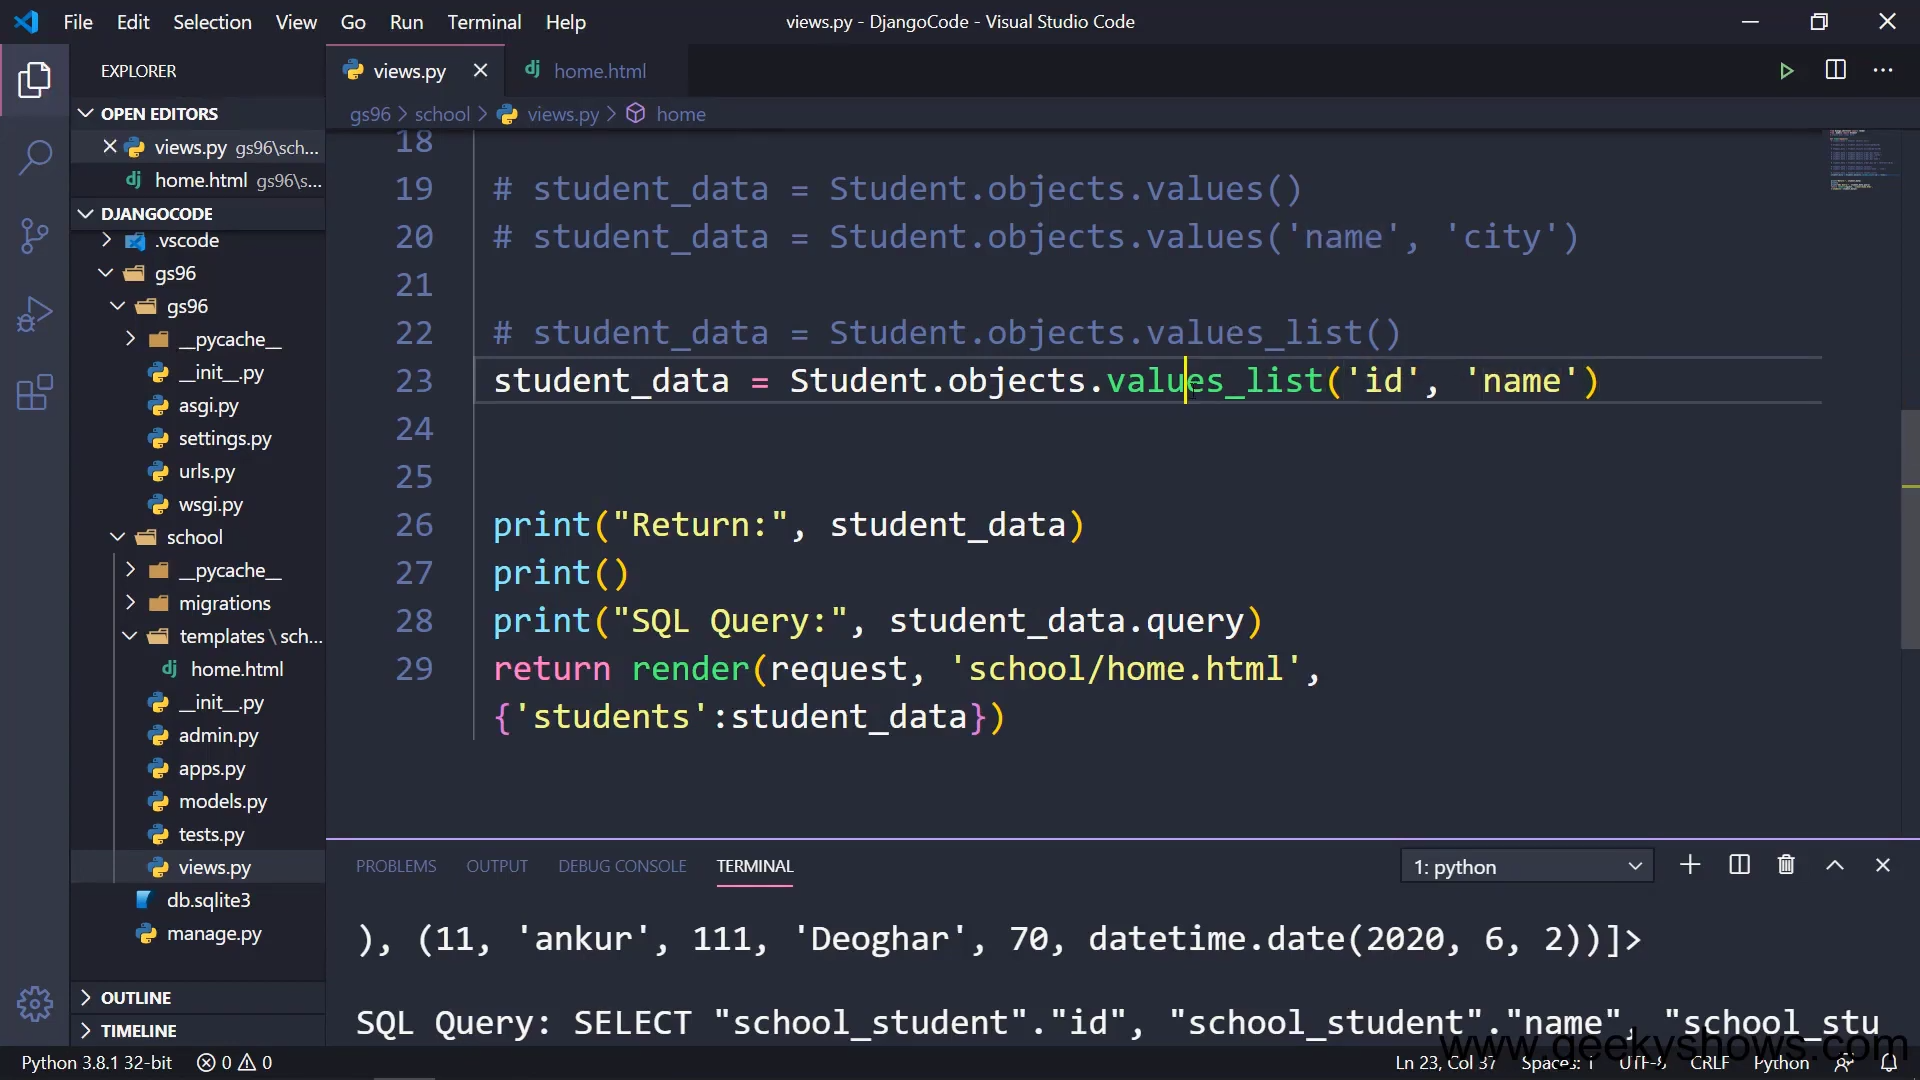 File Edit Selection View Go Run Terminal Help
views.py - DjangoCode - Visual Studio Code
EXPLORER
OPEN EDITORS
views.py gs96\sch...
home.html gs96\s...
DJANGOCODE
.vscode
gs96
gs96
__pycache__
__init__.py
asgi.py
settings.py
urls.py
wsgi.py
school
__pycache__
migrations
templates \ sch...
home.html
__init__.py
admin.py
apps.py
models.py
tests.py
views.py
db.sqlite3
manage.py
OUTLINE
TIMELINE
views.py
home.html
gs96 > school > views.py > home
18
19 # student_data = Student.objects.values()
20 # student_data = Student.objects.values('name', 'city')
21
22 # student_data = Student.objects.values_list()
23 student_data = Student.objects.values_list('id', 'name')
24
25
26 print("Return:", student_data)
27 print()
28 print("SQL Query:", student_data.query)
29 return render(request, 'school/home.html',
{'students':student_data})
PROBLEMS OUTPUT DEBUG CONSOLE TERMINAL
1: python
), (11, 'ankur', 111, 'Deoghar', 70, datetime.date(2020, 6, 2))]>
SQL Query: SELECT "school_student"."id", "school_student"."name", "school_stu
www.geekyshows.com
Python 3.8.1 32-bit 0 0 Ln 23, Col 37 Spaces: 1 UTF-8 CRLF Python